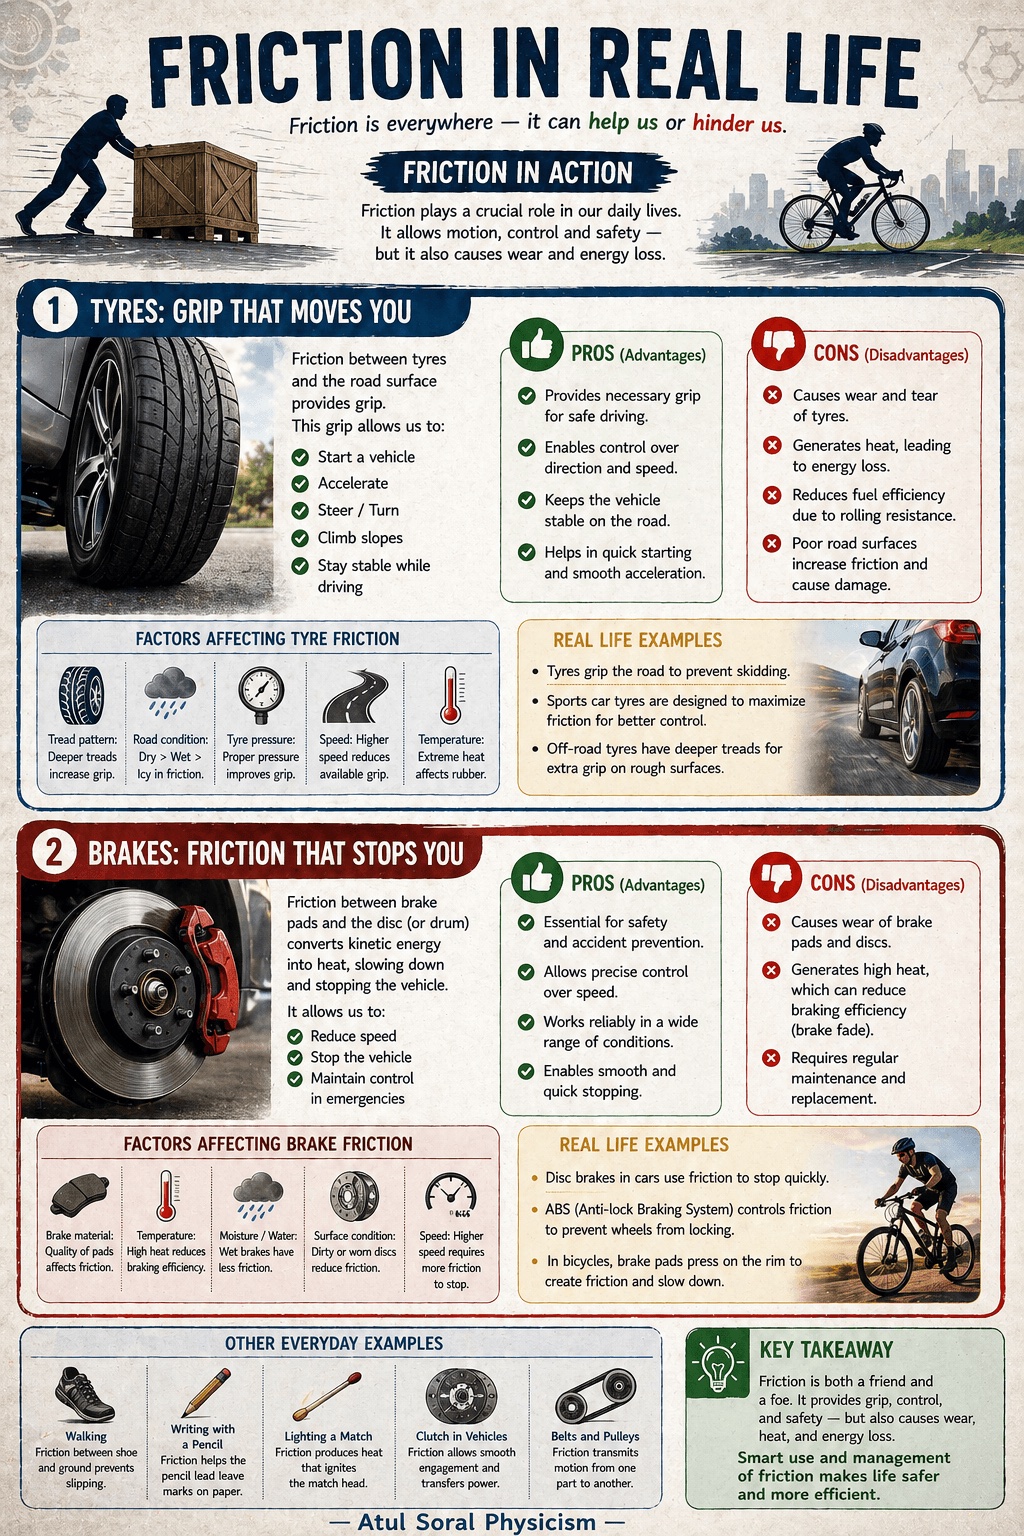 FRICTION IN REAL LIFE
Friction is everywhere — it can help us or hinder us.
FRICTION IN ACTION
Friction plays a crucial role in our daily lives.
It allows motion, control and safety —
but it also causes wear and energy loss.
1 TYRES: GRIP THAT MOVES YOU
Friction between tyres
and the road surface
provides grip.
This grip allows us to:
Start a vehicle
Accelerate
Steer / Turn
Climb slopes
Stay stable while
driving
PROS (Advantages)
Provides necessary grip
for safe driving.
Enables control over
direction and speed.
Keeps the vehicle
stable on the road.
Helps in quick starting
and smooth acceleration.
CONS (Disadvantages)
Causes wear and tear
of tyres.
Generates heat, leading
to energy loss.
Reduces fuel efficiency
due to rolling resistance.
Poor road surfaces
increase friction and
cause damage.
FACTORS AFFECTING TYRE FRICTION
Tread pattern:
Deeper treads
increase grip.
Road condition:
Dry > Wet >
Icy in friction.
Tyre pressure:
Proper pressure
improves grip.
Speed: Higher
speed reduces
available grip.
Temperature:
Extreme heat
affects rubber.
REAL LIFE EXAMPLES
• Tyres grip the road to prevent skidding.
• Sports car tyres are designed to maximize
friction for better control.
• Off-road tyres have deeper treads for
extra grip on rough surfaces.
2 BRAKES: FRICTION THAT STOPS YOU
Friction between brake
pads and the disc (or drum)
converts kinetic energy
into heat, slowing down
and stopping the vehicle.
It allows us to:
Reduce speed
Stop the vehicle
Maintain control
in emergencies
PROS (Advantages)
Essential for safety
and accident prevention.
Allows precise control
over speed.
Works reliably in a wide
range of conditions.
Enables smooth and
quick stopping.
CONS (Disadvantages)
Causes wear of brake
pads and discs.
Generates high heat,
which can reduce
braking efficiency
(brake fade).
Requires regular
maintenance and
replacement.
FACTORS AFFECTING BRAKE FRICTION
Brake material:
Quality of pads
affects friction.
Temperature:
High heat reduces
braking efficiency.
Moisture / Water:
Wet brakes have
less friction.
Surface condition:
Dirty or worn discs
reduce friction.
Speed: Higher
speed requires
more friction
to stop.
REAL LIFE EXAMPLES
• Disc brakes in cars use friction to stop quickly.
• ABS (Anti-lock Braking System) controls friction
to prevent wheels from locking.
• In bicycles, brake pads press on the rim to
create friction and slow down.
OTHER EVERYDAY EXAMPLES
Walking
Friction between shoe
and ground prevents
slipping.
Writing with
a Pencil
Friction helps the
pencil lead leave
marks on paper.
Lighting a Match
Friction produces heat
that ignites
the match head.
Clutch in Vehicles
Friction allows smooth
engagement and
transfers power.
Belts and Pulleys
Friction transmits
motion from one
part to another.
KEY TAKEAWAY
Friction is both a friend and
a foe. It provides grip, control,
and safety — but also causes wear,
heat, and energy loss.
Smart use and management
of friction makes life safer
and more efficient.
— Atul Soral Physicism —